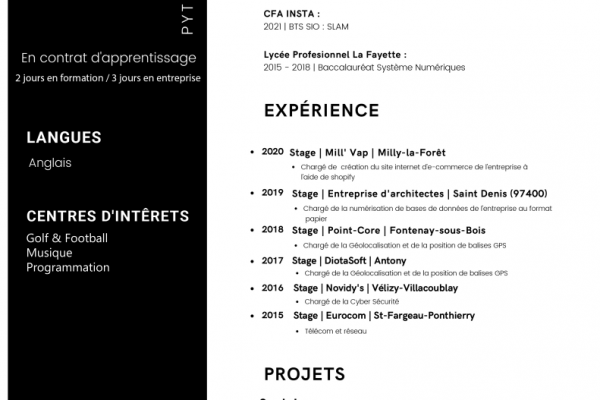 PYT
En contrat d'apprentissage
2 jours en formation / 3 jours en entreprise
LANGUES
Anglais
CENTRES D'INTÊRETS
Golf & Football
Musique
Programmation
CFA INSTA :
2021 | BTS SIO : SLAM
Lycée Profesionnel La Fayette :
2015 - 2018 | Baccalauréat Système Numériques
EXPÉRIENCE
2020 Stage | Mill' Vap | Milly-la-Forêt
Chargé de création du site internet d'e-commerce de l'entreprise à
l'aide de shopify
2019 Stage | Entreprise d'architectes | Saint Denis (97400)
Chargé de la numérisation de bases de données de l'entreprise au format
papier
2018 Stage | Point-Core | Fontenay-sous-Bois
Chargé de la Géolocalisation et de la position de balises GPS
2017 Stage | DiotaSoft | Antony
Chargé de la Géolocalisation et de la position de balises GPS
2016 Stage | Novidy's | Vélizy-Villacoublay
Chargé de la Cyber Sécurité
2015 Stage | Eurocom | St-Fargeau-Ponthierry
Télécom et réseau
PROJETS